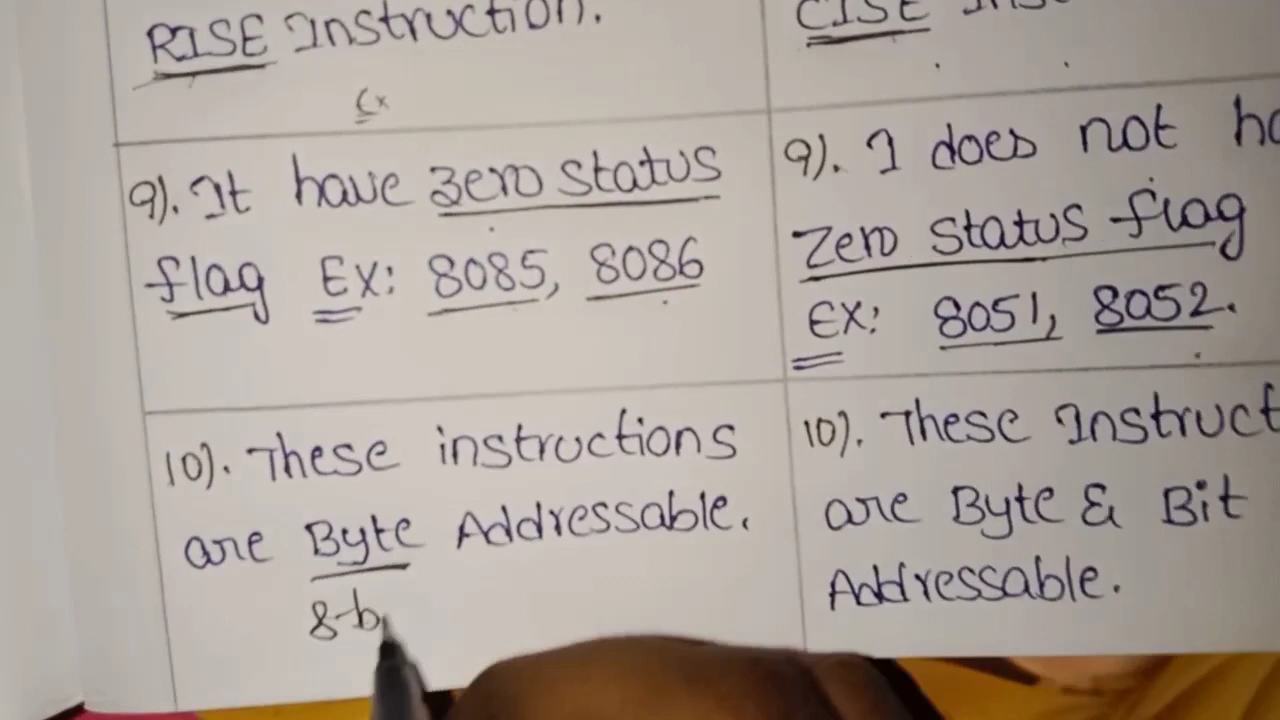 RISE Instruction.
Ex
9). It have zero status
flag Ex: 8085, 8086
10). These instructions
are Byte Addressable.
8-b
CISE
9). I does not
Zero status flag
Ex: 8051, 8052.
10). These Instruct
are Byte & Bit
Addressable.